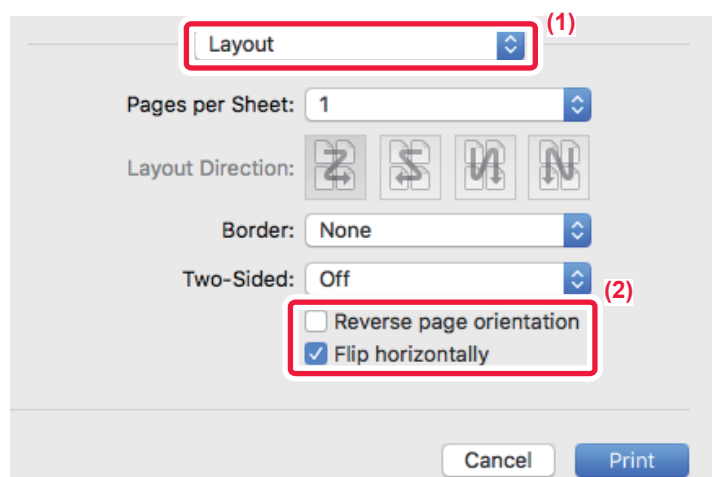 (1)
Layout
Pages per Sheet: 1
Layout Direction:
Border: None
Two-Sided: Off
(2)
Reverse page orientation
Flip horizontally
Cancel Print